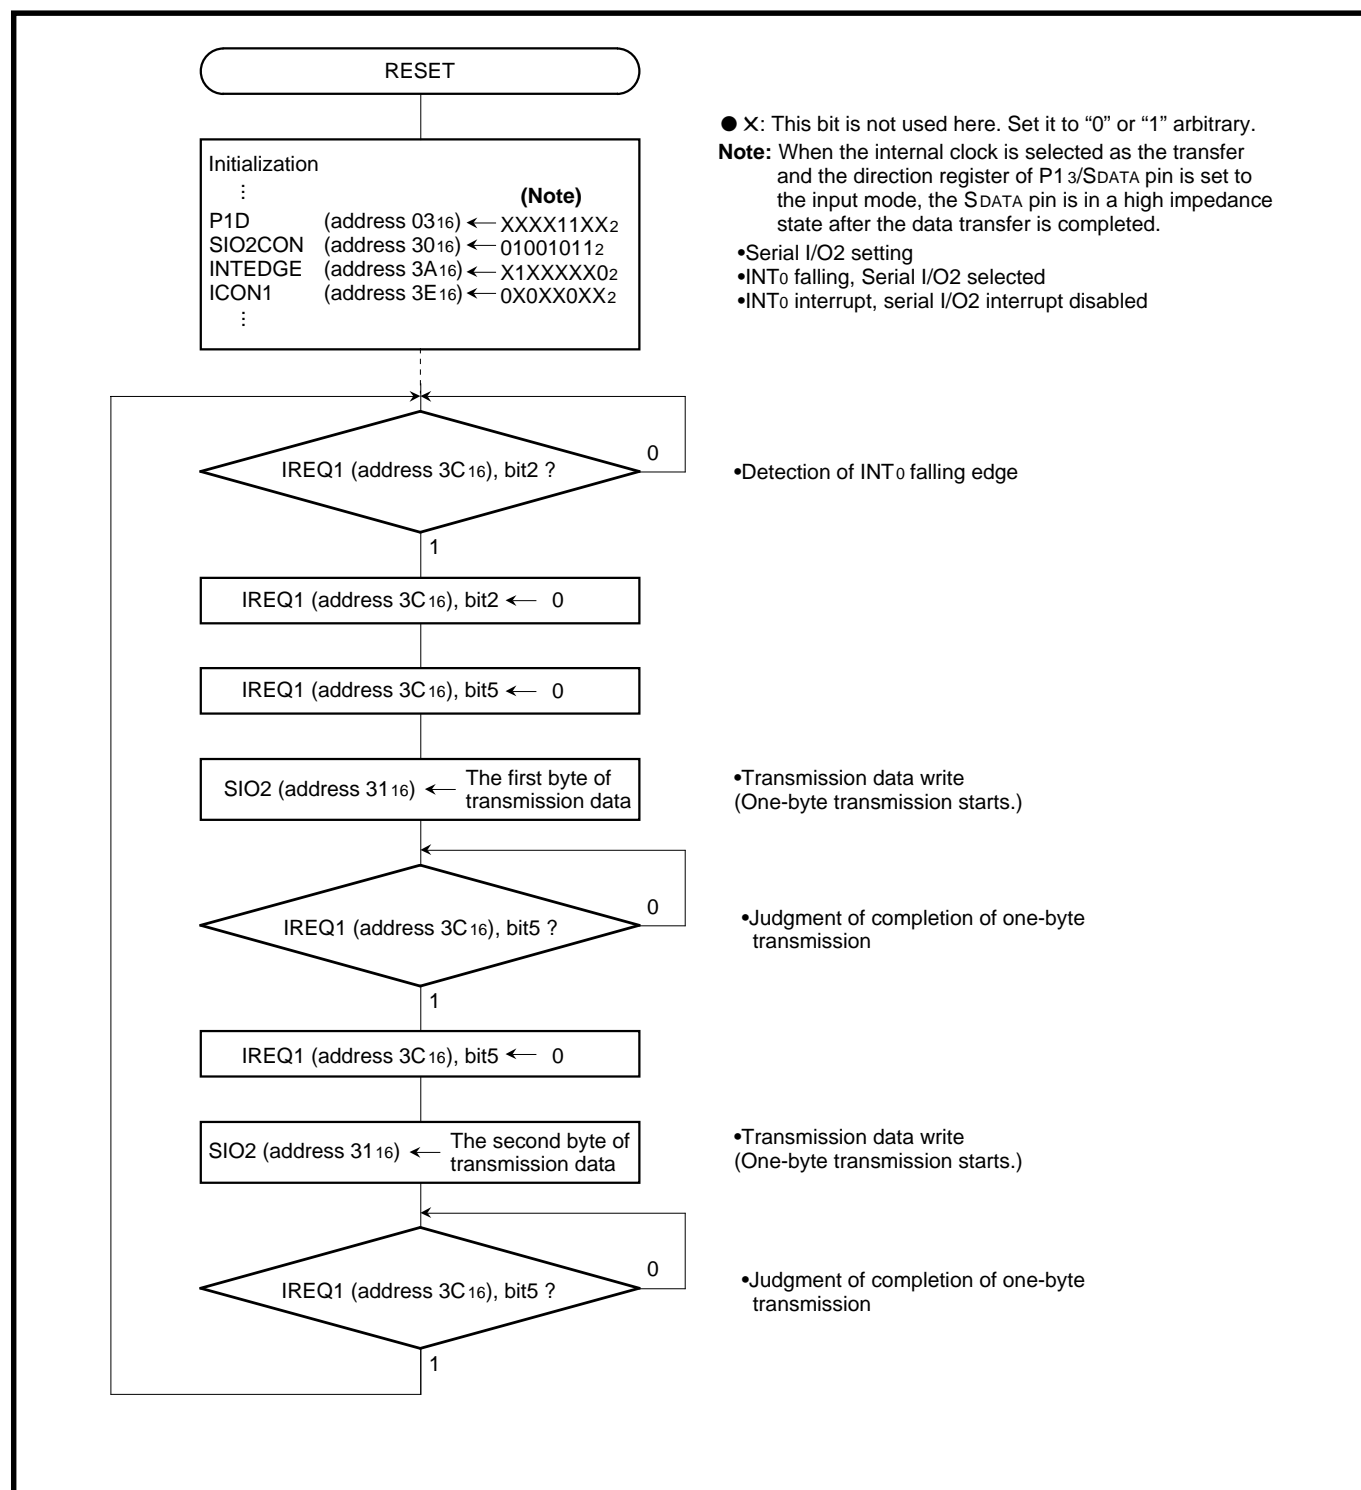 RESET
● X: This bit is not used here. Set it to “0” or “1” arbitrary.
Note: When the internal clock is selected as the transfer
and the direction register of P13/SDATA pin is set to
the input mode, the SDATA pin is in a high impedance
state after the data transfer is completed.
Initialization
⋮
(Note)
P1D (address 0316) ← XXXX11XX2
SIO2CON (address 3016) ← 010010112
INTEDGE (address 3A16) ← X1XXXXX02
ICON1 (address 3E16) ← 0X0XX0XX2
⋮
•Serial I/O2 setting
•INT0 falling, Serial I/O2 selected
•INT0 interrupt, serial I/O2 interrupt disabled
IREQ1 (address 3C16), bit2 ?
0
•Detection of INT0 falling edge
1
IREQ1 (address 3C16), bit2 ← 0
IREQ1 (address 3C16), bit5 ← 0
SIO2 (address 3116) ← The first byte of
transmission data
•Transmission data write
(One-byte transmission starts.)
IREQ1 (address 3C16), bit5 ?
0
•Judgment of completion of one-byte
transmission
1
IREQ1 (address 3C16), bit5 ← 0
SIO2 (address 3116) ← The second byte of
transmission data
•Transmission data write
(One-byte transmission starts.)
IREQ1 (address 3C16), bit5 ?
0
•Judgment of completion of one-byte
transmission
1